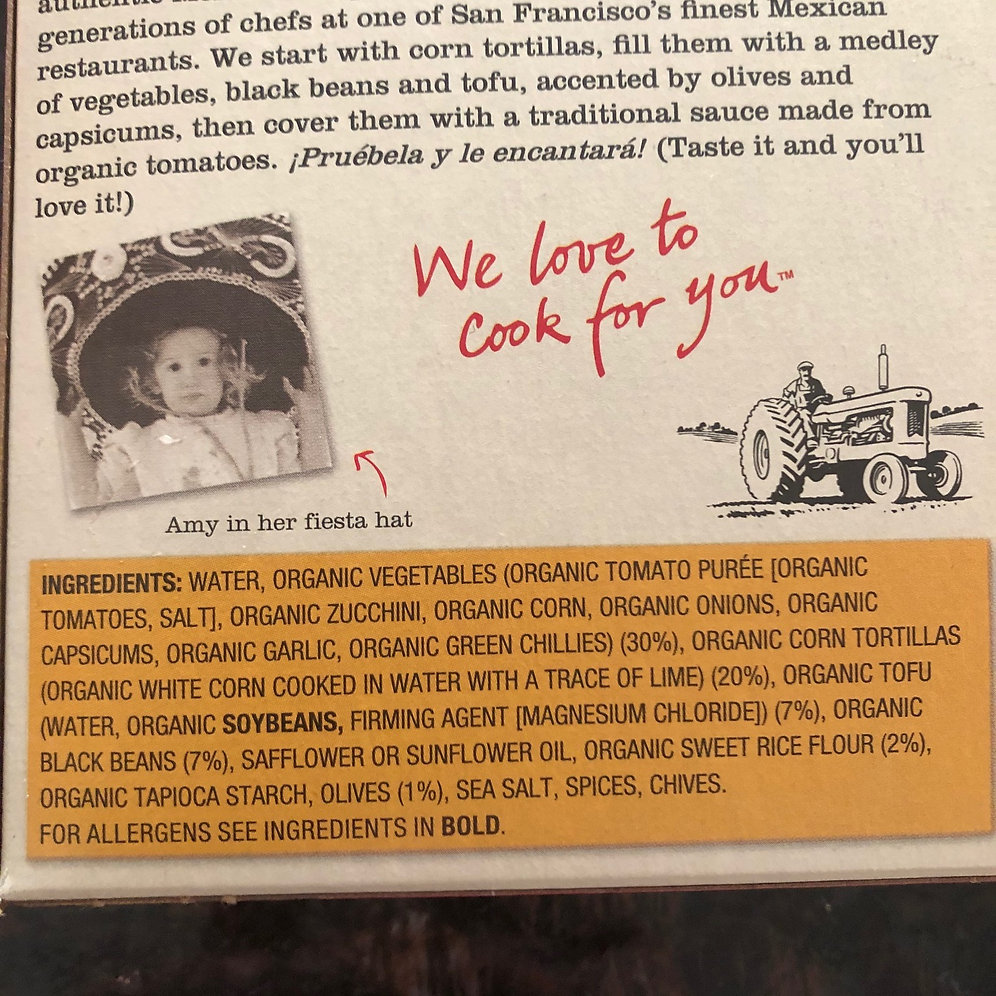 generations of chefs at one of San Francisco's finest Mexican
restaurants. We start with corn tortillas, fill them with a medley
of vegetables, black beans and tofu, accented by olives and
capsicums, then cover them with a traditional sauce made from
organic tomatoes. ¡Pruébela y le encantará! (Taste it and you'll
love it!)
We love to
cook for you™
Amy in her fiesta hat
INGREDIENTS: WATER, ORGANIC VEGETABLES (ORGANIC TOMATO PURÉE [ORGANIC
TOMATOES, SALT], ORGANIC ZUCCHINI, ORGANIC CORN, ORGANIC ONIONS, ORGANIC
CAPSICUMS, ORGANIC GARLIC, ORGANIC GREEN CHILLIES) (30%), ORGANIC CORN TORTILLAS
(ORGANIC WHITE CORN COOKED IN WATER WITH A TRACE OF LIME) (20%), ORGANIC TOFU
(WATER, ORGANIC SOYBEANS, FIRMING AGENT [MAGNESIUM CHLORIDE]) (7%), ORGANIC
BLACK BEANS (7%), SAFFLOWER OR SUNFLOWER OIL, ORGANIC SWEET RICE FLOUR (2%),
ORGANIC TAPIOCA STARCH, OLIVES (1%), SEA SALT, SPICES, CHIVES.
FOR ALLERGENS SEE INGREDIENTS IN BOLD.